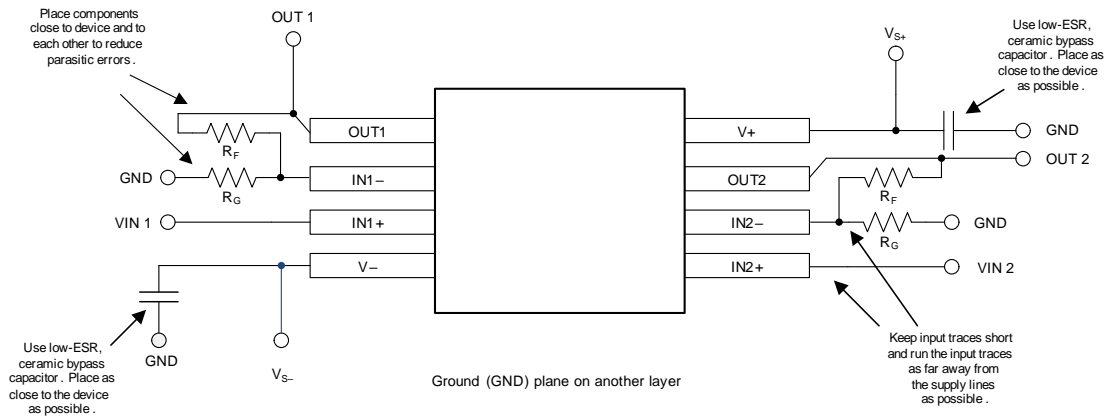 Place components
close to device and to
each other to reduce
parasitic errors .
OUT 1
VS+
Use low-ESR,
ceramic bypass
capacitor . Place as
close to the device
as possible .
OUT1
V+
GND
RF
OUT2
OUT 2
GND
RG
IN1−
RF
VIN 1
IN1+
IN2−
RG
GND
V−
IN2+
VIN 2
GND
VS−
Use low-ESR,
ceramic bypass
capacitor . Place as
close to the device
as possible .
Keep input traces short
and run the input traces
as far away from
the supply lines
as possible .
Ground (GND) plane on another layer